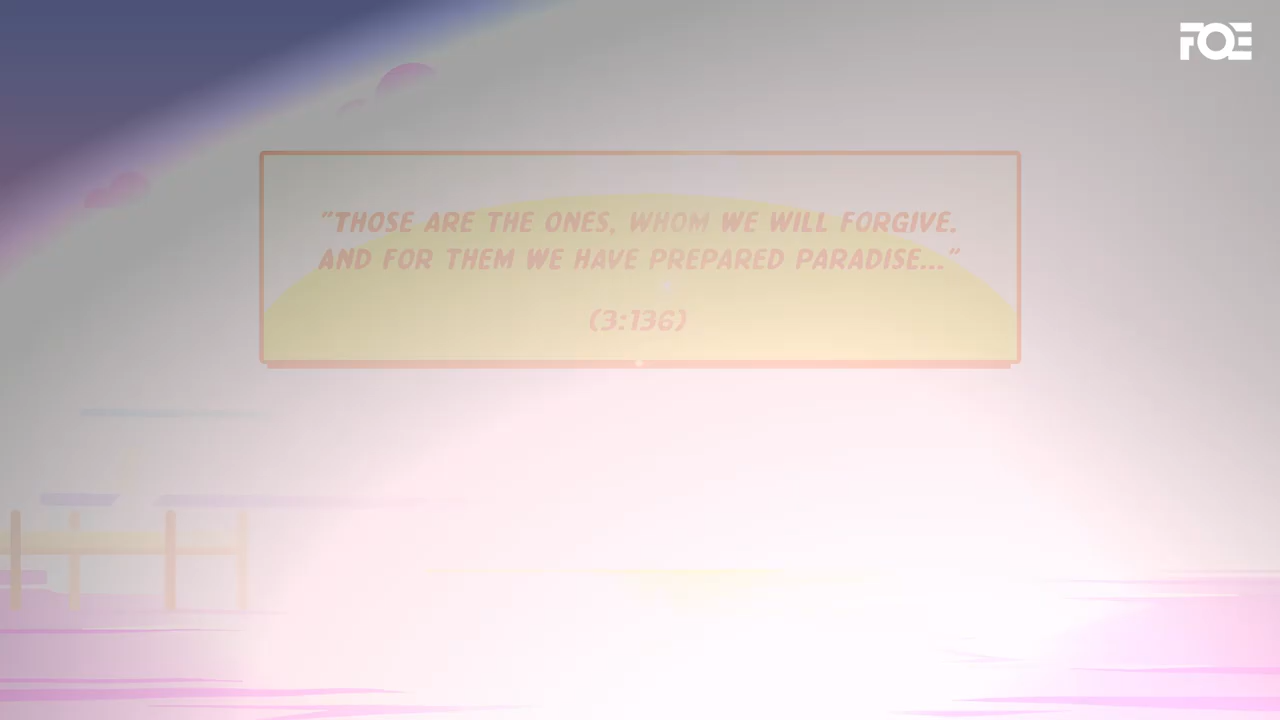 FOE
"THOSE ARE THE ONES, WHOM WE WILL FORGIVE.
AND FOR THEM WE HAVE PREPARED PARADISE..."
(3:136)